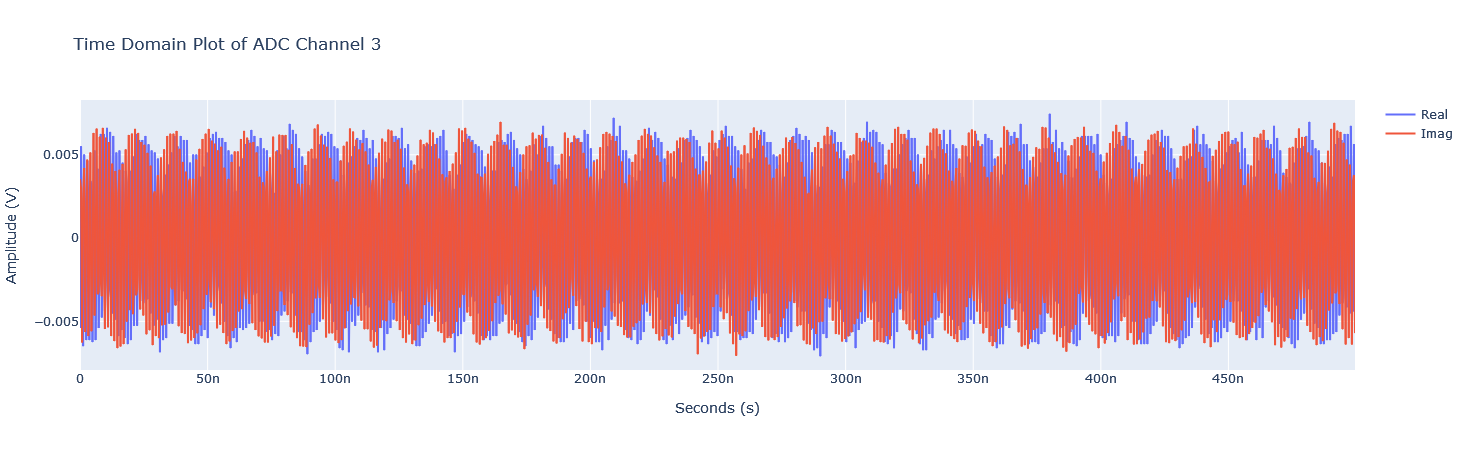 Time Domain Plot of ADC Channel 3
Real
Imag
0.005
0
−0.005
Amplitude (V)
0 50n 100n 150n 200n 250n 300n 350n 400n 450n
Seconds (s)